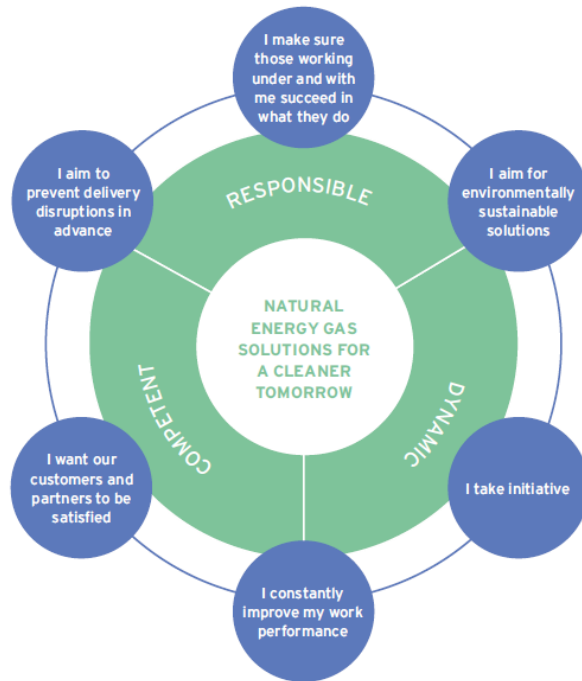 I make sure
those working
under and with
me succeed in
what they do
I aim to
prevent delivery
disruptions in
advance
I aim for
environmentally
sustainable
solutions
RESPONSIBLE
NATURAL
ENERGY GAS
SOLUTIONS FOR
A CLEANER
TOMORROW
COMPETENT
DYNAMIC
I want our
customers and
partners to be
satisfied
I take initiative
I constantly
improve my work
performance